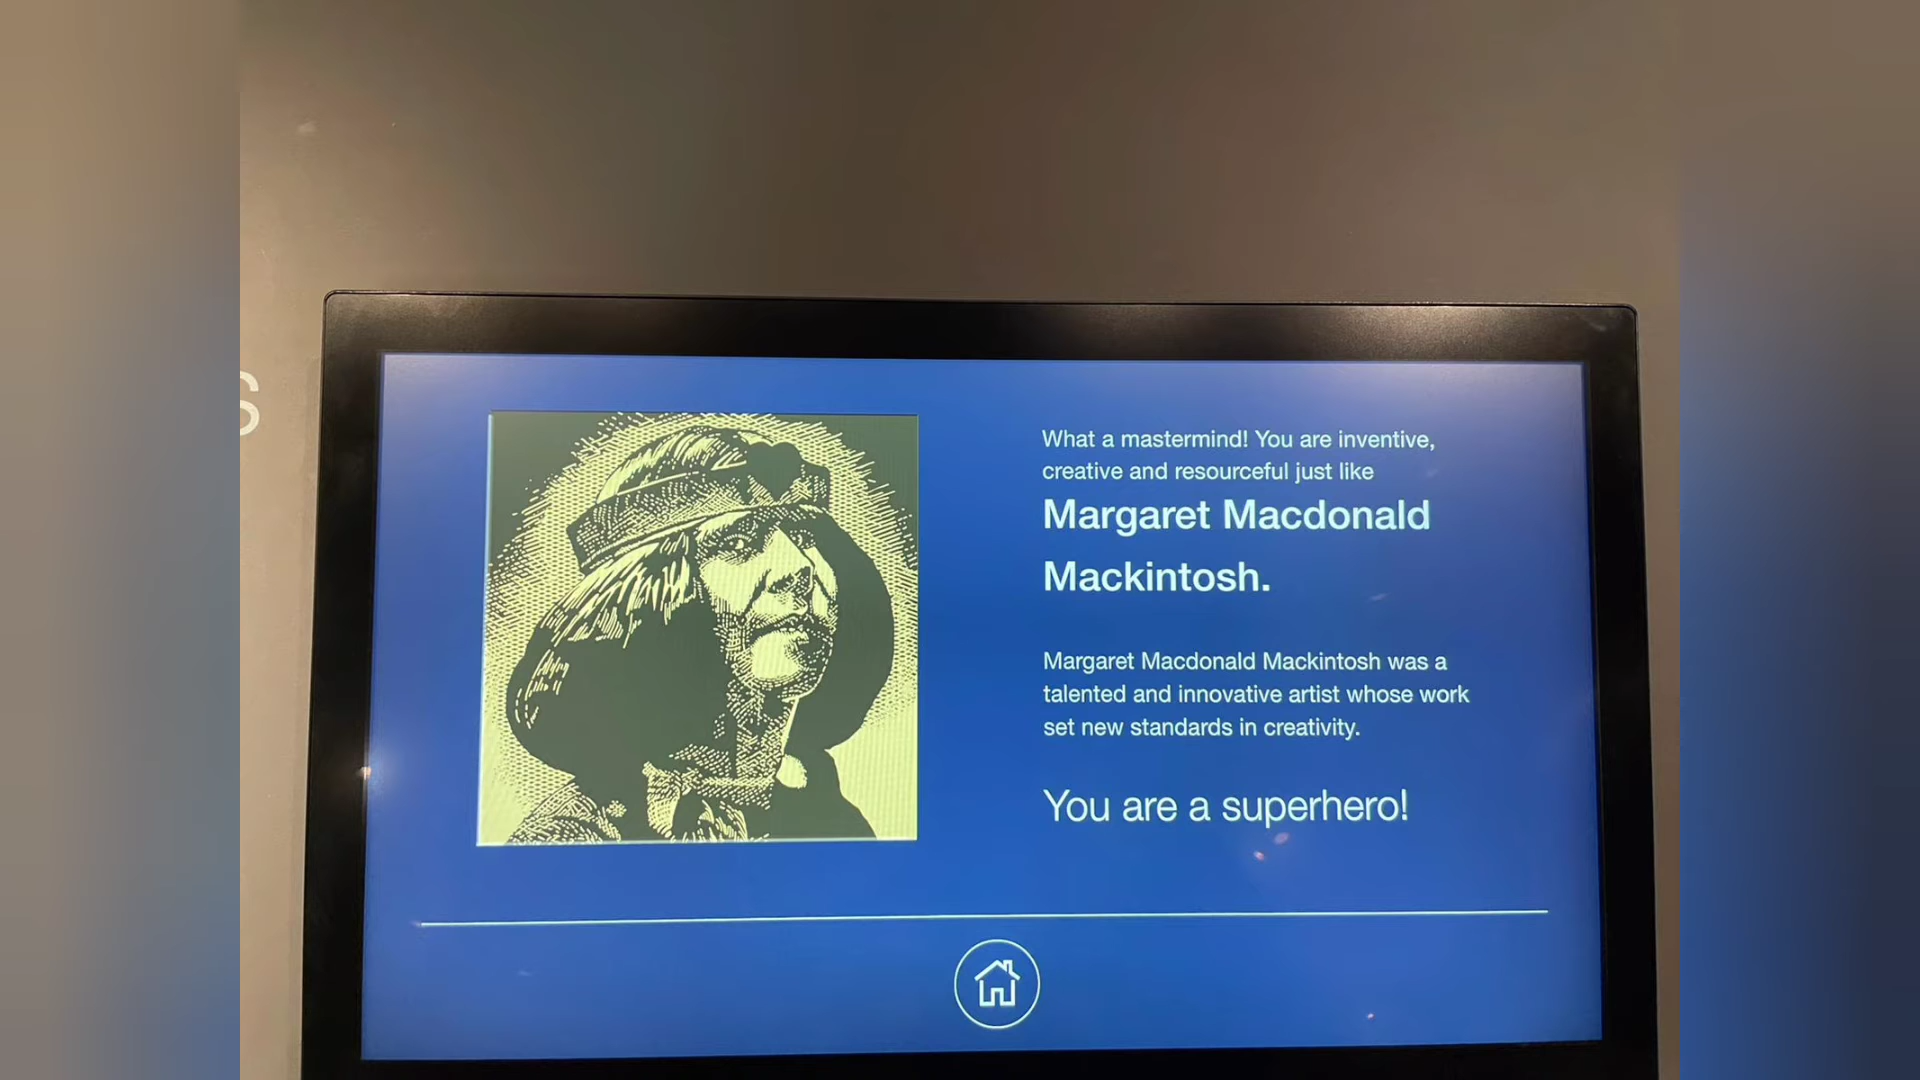 S
What a mastermind! You are inventive,
creative and resourceful just like
Margaret Macdonald
Mackintosh.
Margaret Macdonald Mackintosh was a
talented and innovative artist whose work
set new standards in creativity.
You are a superhero!